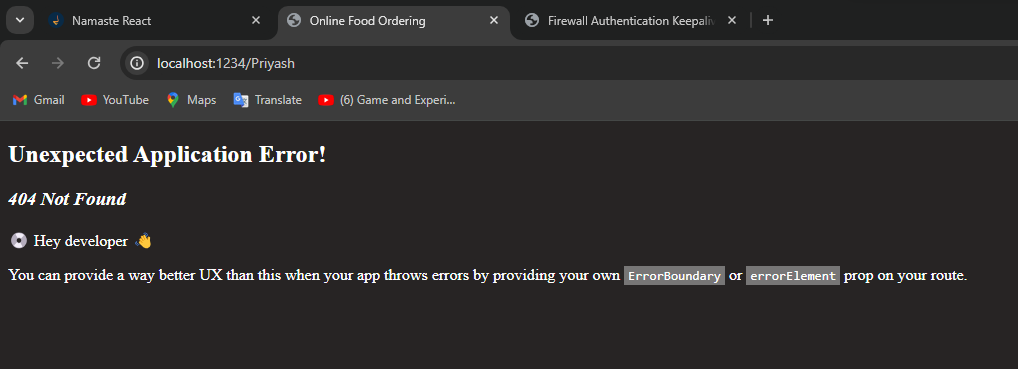 Namaste React
Online Food Ordering
Firewall Authentication Keepaliv
localhost:1234/Priyash
Gmail
YouTube
Maps
Translate
(6) Game and Experi...
Unexpected Application Error!
404 Not Found
💿 Hey developer 👋
You can provide a way better UX than this when your app throws errors by providing your own ErrorBoundary or errorElement prop on your route.